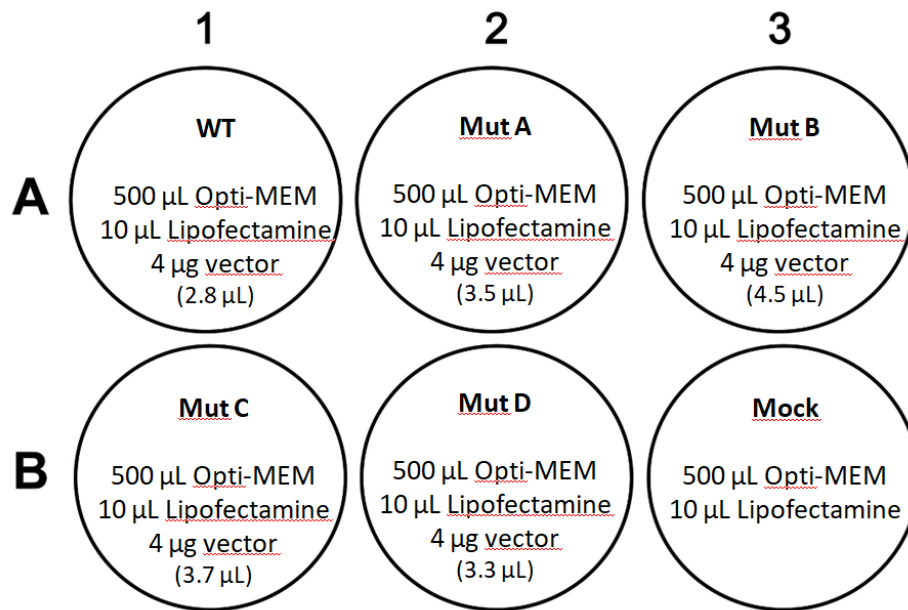 1 2 3
A
WT
500 µL Opti-MEM
10 µL Lipofectamine
4 µg vector
(2.8 µL)
Mut A
500 µL Opti-MEM
10 µL Lipofectamine
4 µg vector
(3.5 µL)
Mut B
500 µL Opti-MEM
10 µL Lipofectamine
4 µg vector
(4.5 µL)
B
Mut C
500 µL Opti-MEM
10 µL Lipofectamine
4 µg vector
(3.7 µL)
Mut D
500 µL Opti-MEM
10 µL Lipofectamine
4 µg vector
(3.3 µL)
Mock
500 µL Opti-MEM
10 µL Lipofectamine